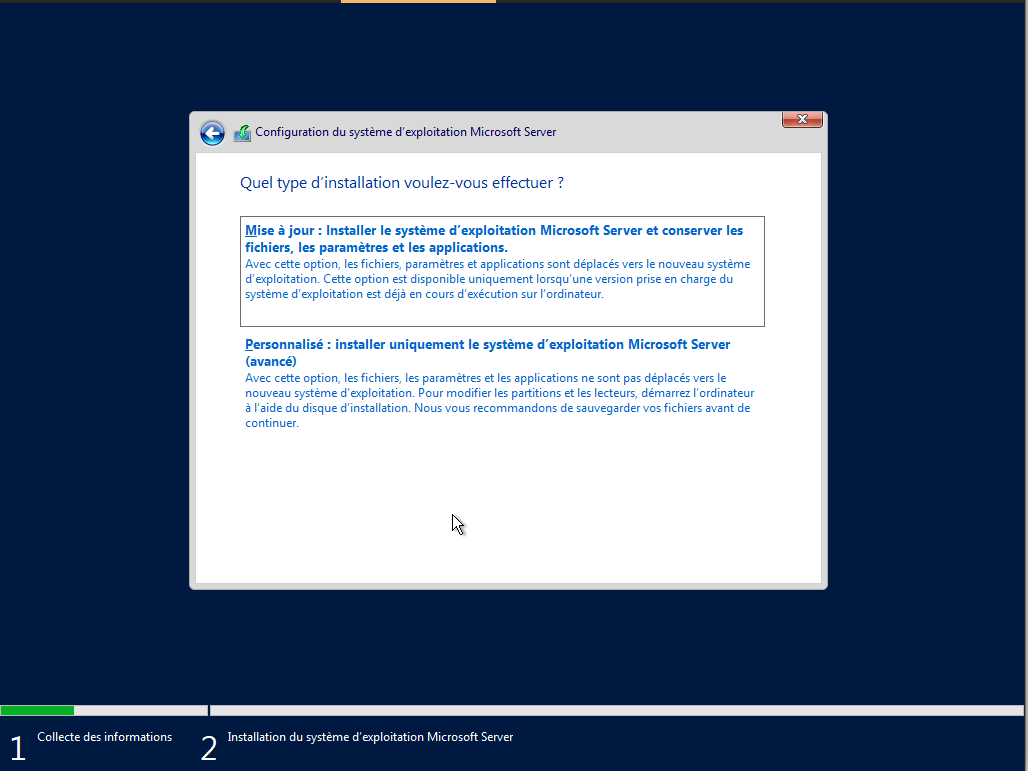 Configuration du système d’exploitation Microsoft Server
Quel type d’installation voulez-vous effectuer ?
Mise à jour : Installer le système d’exploitation Microsoft Server et conserver les
fichiers, les paramètres et les applications.
Avec cette option, les fichiers, paramètres et applications sont déplacés vers le nouveau système
d’exploitation. Cette option est disponible uniquement lorsqu’une version prise en charge du
système d’exploitation est déjà en cours d’exécution sur l’ordinateur.
Personnalisé : installer uniquement le système d’exploitation Microsoft Server
(avancé)
Avec cette option, les fichiers, les paramètres et les applications ne sont pas déplacés vers le
nouveau système d’exploitation. Pour modifier les partitions et les lecteurs, démarrez l’ordinateur
à l’aide du disque d’installation. Nous vous recommandons de sauvegarder vos fichiers avant de
continuer.
1 Collecte des informations
2 Installation du système d’exploitation Microsoft Server